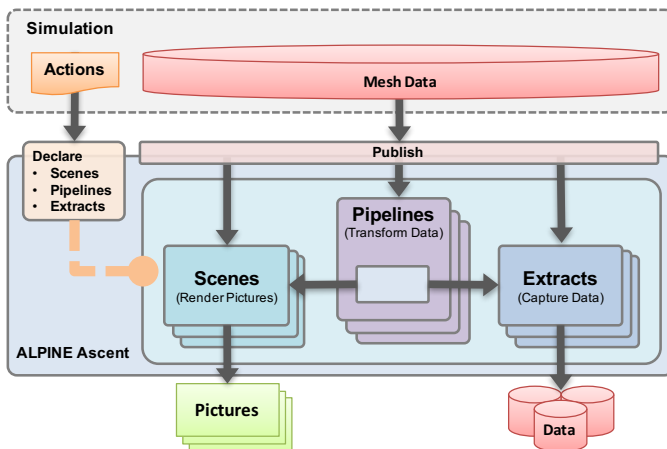 Simulation
Actions
Mesh Data
Declare
• Scenes
• Pipelines
• Extracts
Publish
Pipelines
(Transform Data)
Scenes
(Render Pictures)
Extracts
(Capture Data)
ALPINE Ascent
Pictures
Data